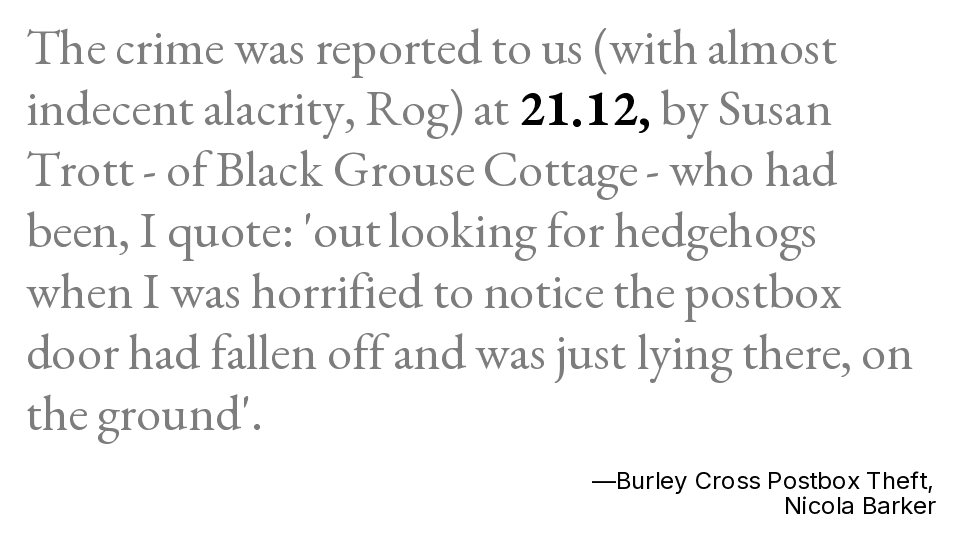 The crime was reported to us (with almost
indecent alacrity, Rog) at 21.12, by Susan
Trott - of Black Grouse Cottage - who had
been, I quote: 'out looking for hedgehogs
when I was horrified to notice the postbox
door had fallen off and was just lying there, on
the ground'.
—Burley Cross Postbox Theft,
Nicola Barker